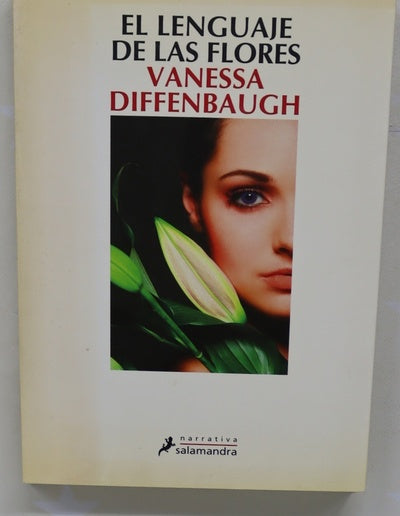 EL LENGUAJE
DE LAS FLORES
VANESSA
DIFFENBAUGH
narrativa
salamandra